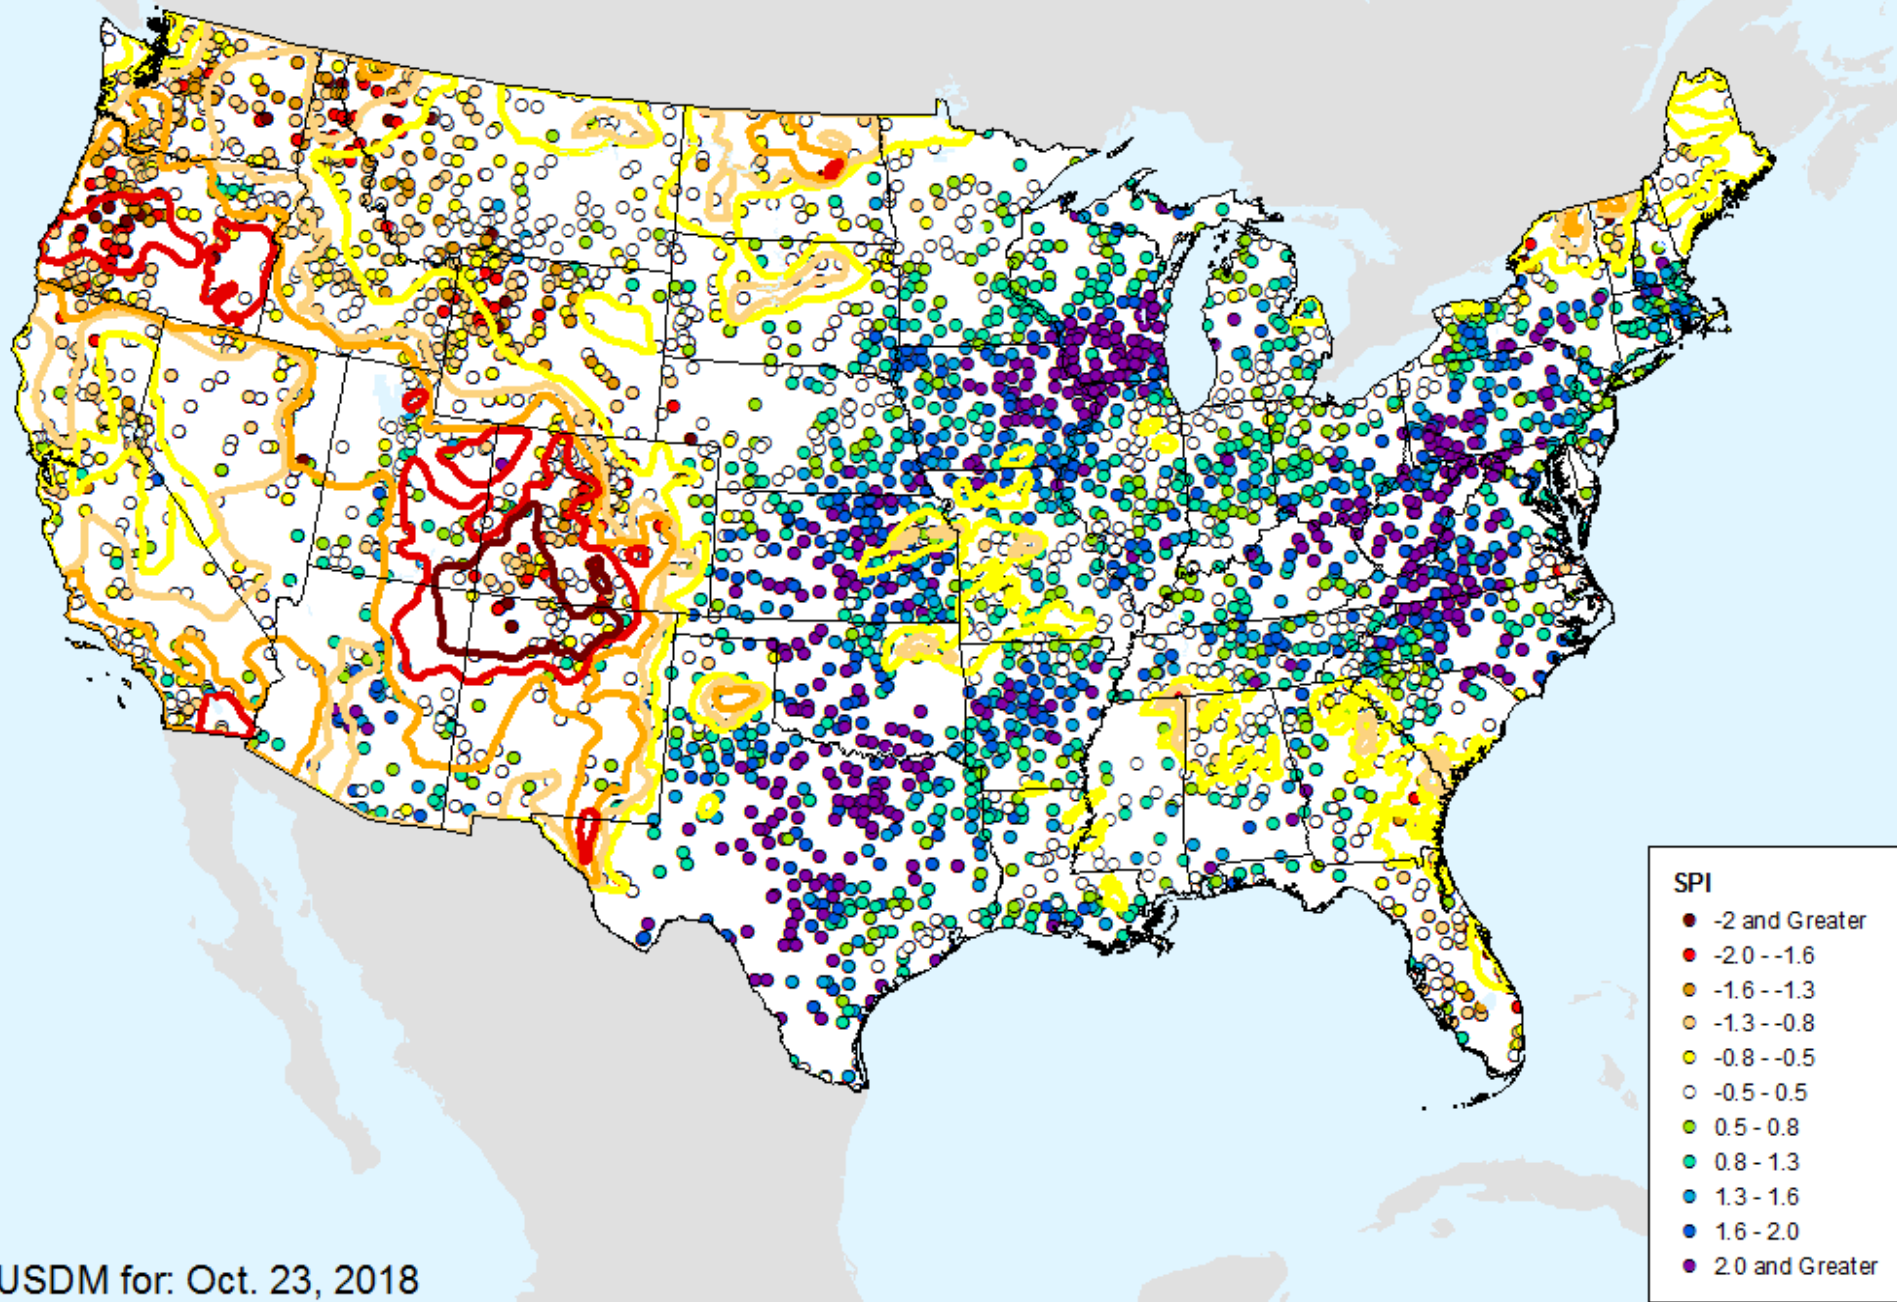 SPI
-2 and Greater
-2.0 - -1.6
-1.6 - -1.3
-1.3 - -0.8
-0.8 - -0.5
-0.5 - 0.5
0.5 - 0.8
0.8 - 1.3
1.3 - 1.6
1.6 - 2.0
2.0 and Greater
USDM for: Oct. 23, 2018